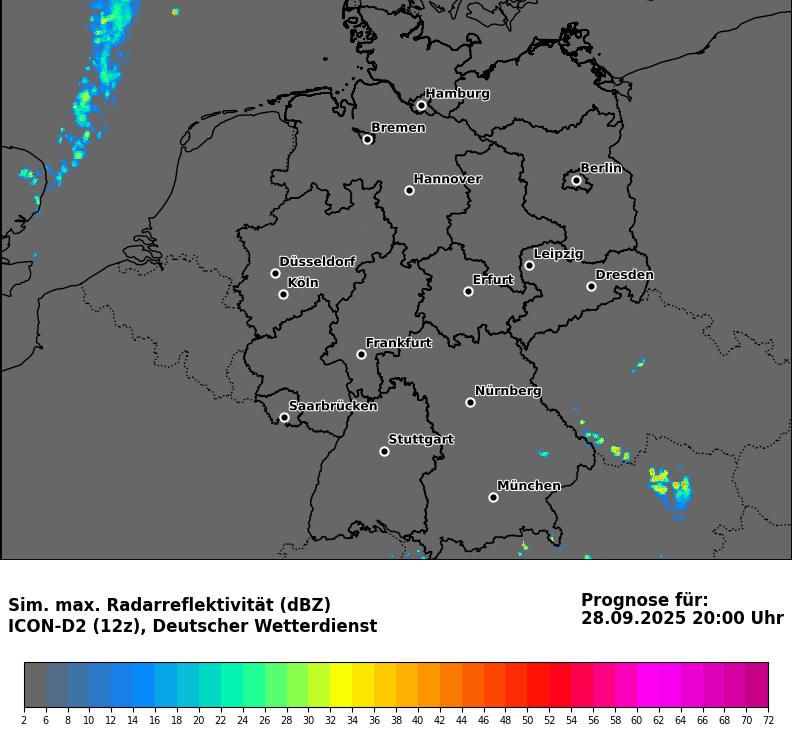 Hamburg
Bremen
Hannover
Berlin
Düsseldorf
Köln
Leipzig
Erfurt
Dresden
Frankfurt
Saarbrücken
Nürnberg
Stuttgart
München
Sim. max. Radarreflektivität (dBZ)
ICON-D2 (12z), Deutscher Wetterdienst
Prognose für:
28.09.2025 20:00 Uhr
2 6 8 10 12 14 16 18 20 22 24 26 28 30 32 34 36 38 40 42 44 46 48 50 52 54 56 58 60 62 64 66 68 70 72